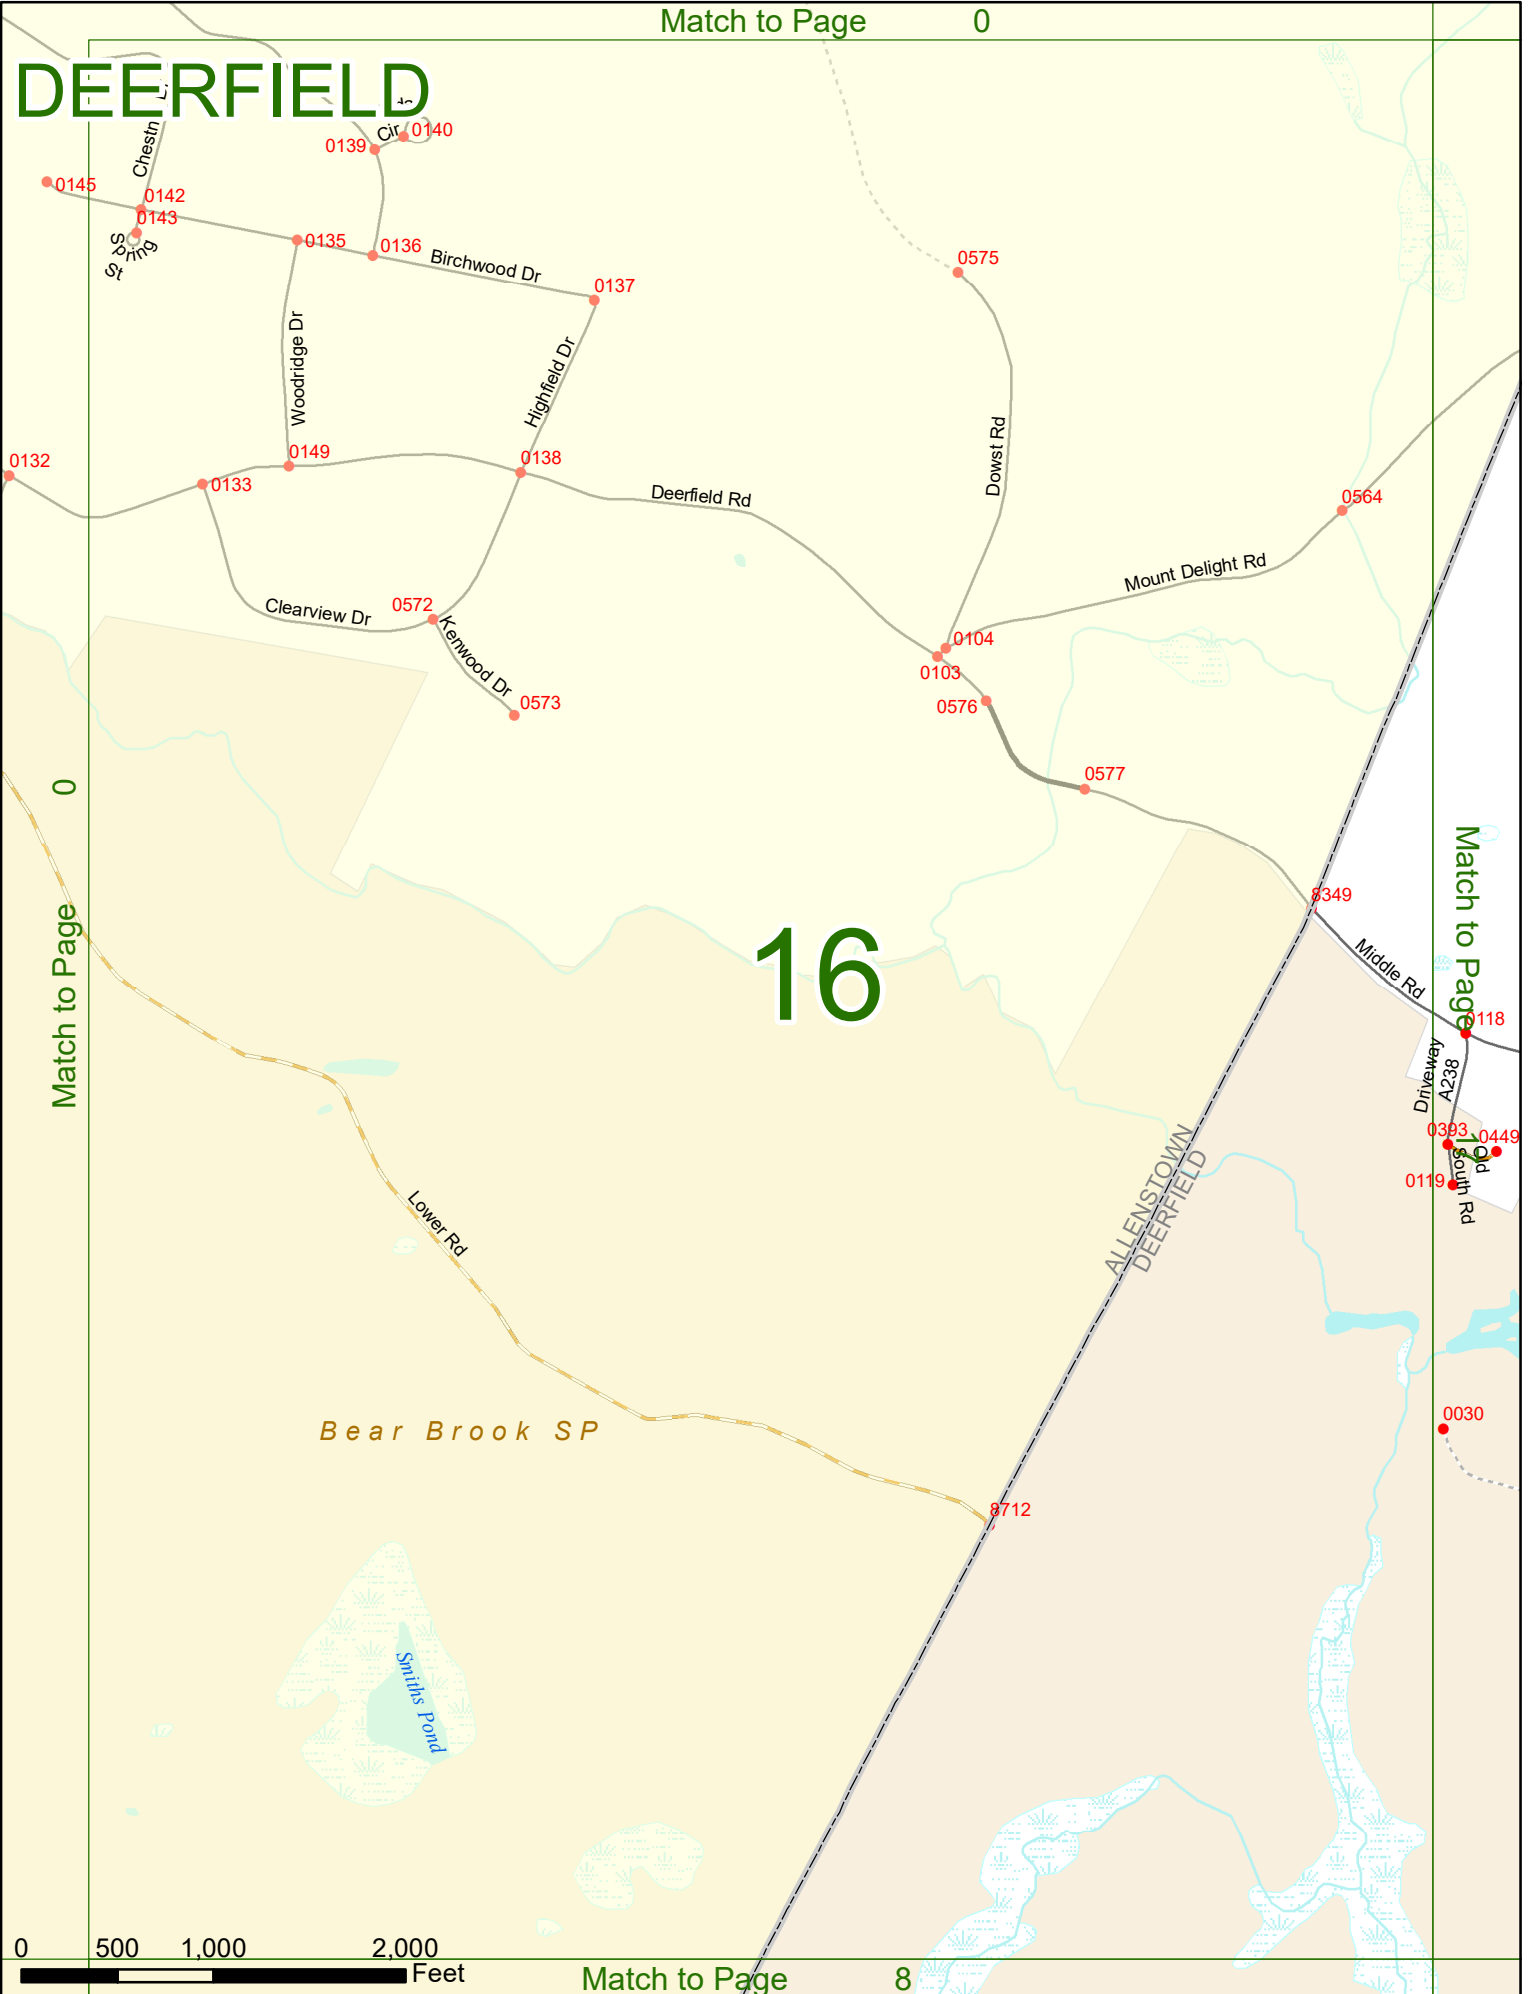 Match to Page 0
DEERFIELD
Chestn
Cir
0140
0139
0145
0142
0143
Spring
St
0135
0136
Birchwood Dr
0137
0575
Woodridge Dr
Highfield Dr
Dowst Rd
0132
0133
0149
0138
Deerfield Rd
0564
Mount Delight Rd
Clearview Dr
0572
Kenwood Dr
0573
0104
0103
0576
0577
Match to Page 0
8349
Match to Page
16
Middle Rd
0118
Driveway
A238
0393
0449
Old
South Rd
0119
ALLENSTOWN
DEERFIELD
Lower Rd
Bear Brook SP
0030
8712
Smiths Pond
0 500 1,000 2,000
Feet
Match to Page 8